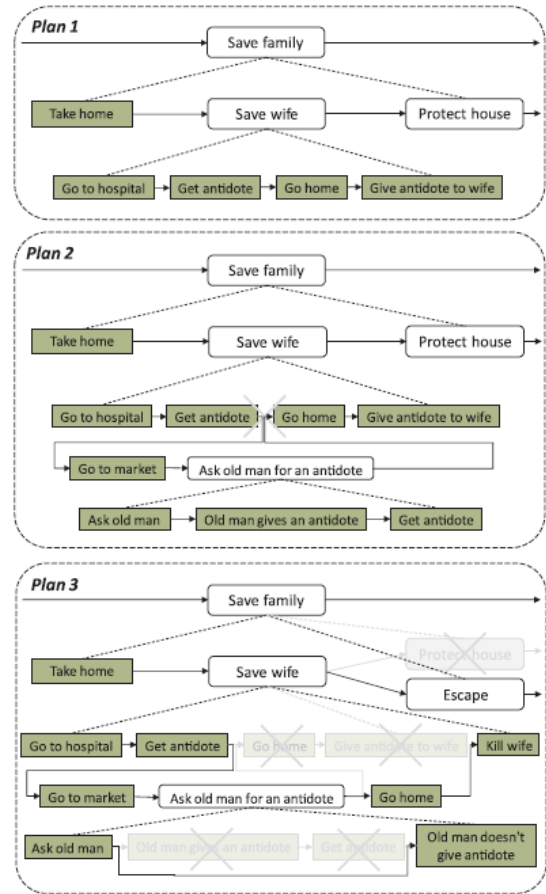 Plan 1
Save family
Take home
Save wife
Protect house
Go to hospital
Get antidote
Go home
Give antidote to wife
Plan 2
Save family
Take home
Save wife
Protect house
Go to hospital
Get antidote
Go home
Give antidote to wife
Go to market
Ask old man for an antidote
Ask old man
Old man gives an antidote
Get antidote
Plan 3
Save family
Protect house
Take home
Save wife
Escape
Go to hospital
Get antidote
Go home
Give antidote to wife
Kill wife
Go to market
Ask old man for an antidote
Go home
Ask old man
Old man gives an antidote
Get antidote
Old man doesn't
give antidote